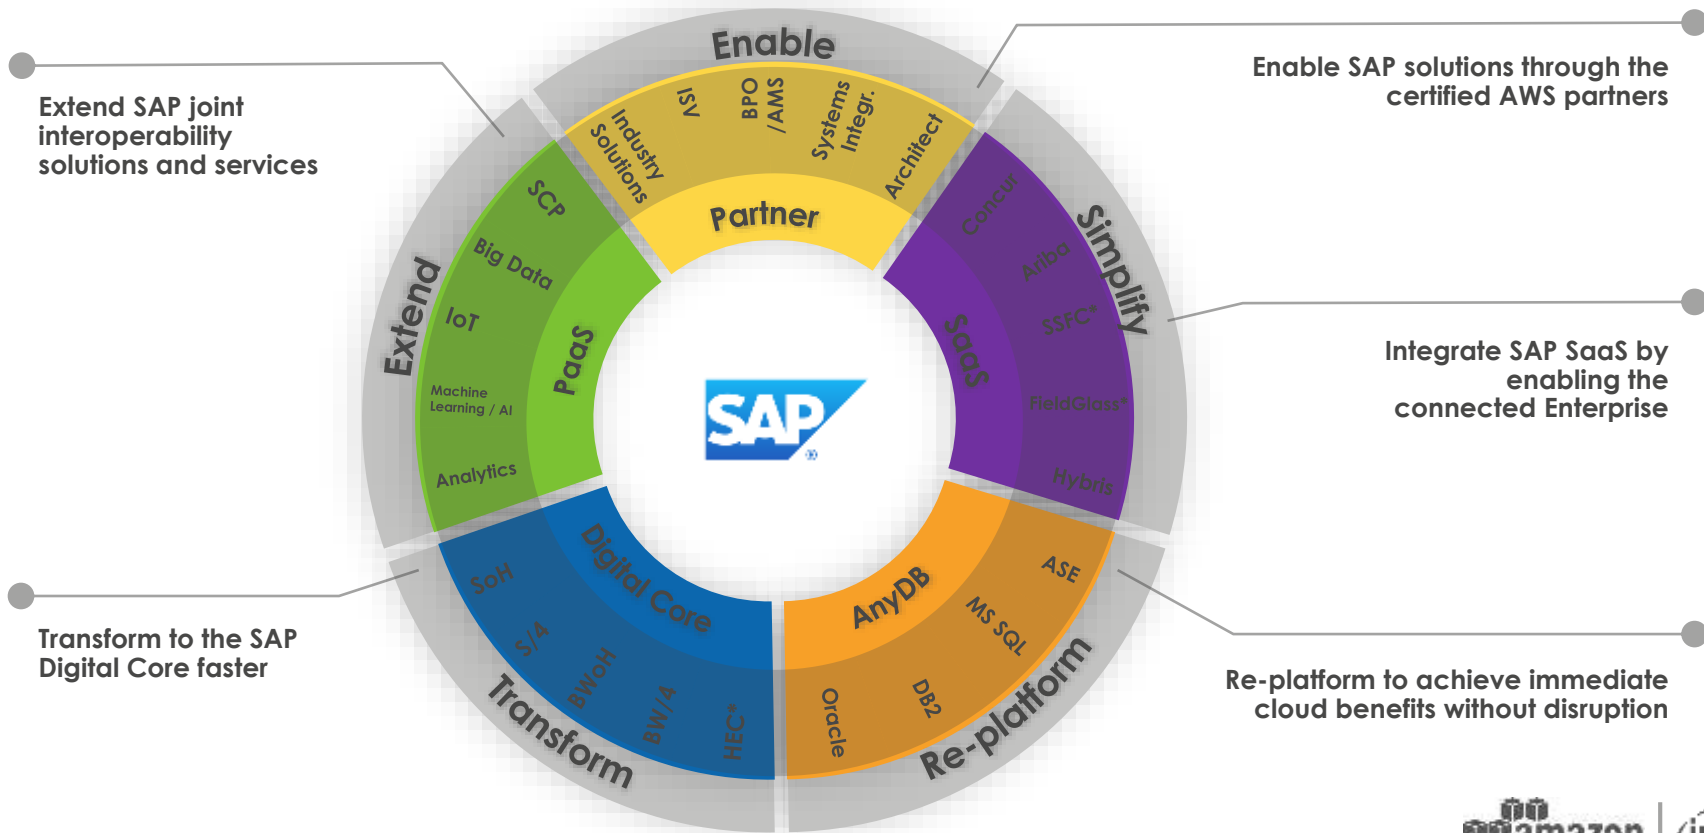 Enable
Extend SAP joint
interoperability
solutions and services
Enable SAP solutions through the
certified AWS partners
Industry
Solutions
ISV
BPO
/AMS
Systems
Integr.
Architect
Partner
Simplify
Concur
Ariba
SSFC*
FieldGlass*
Hybris
SaaS
Integrate SAP SaaS by
enabling the
connected Enterprise
Extend
SCP
Big Data
IoT
Machine
Learning / AI
Analytics
PaaS
SAP
®
Transform to the SAP
Digital Core faster
Digital Core
SoH
S/4
BWoH
BW/4
HEC*
Transform
AnyDB
ASE
MS SQL
DB2
Oracle
Re-platform
Re-platform to achieve immediate
cloud benefits without disruption
amazon